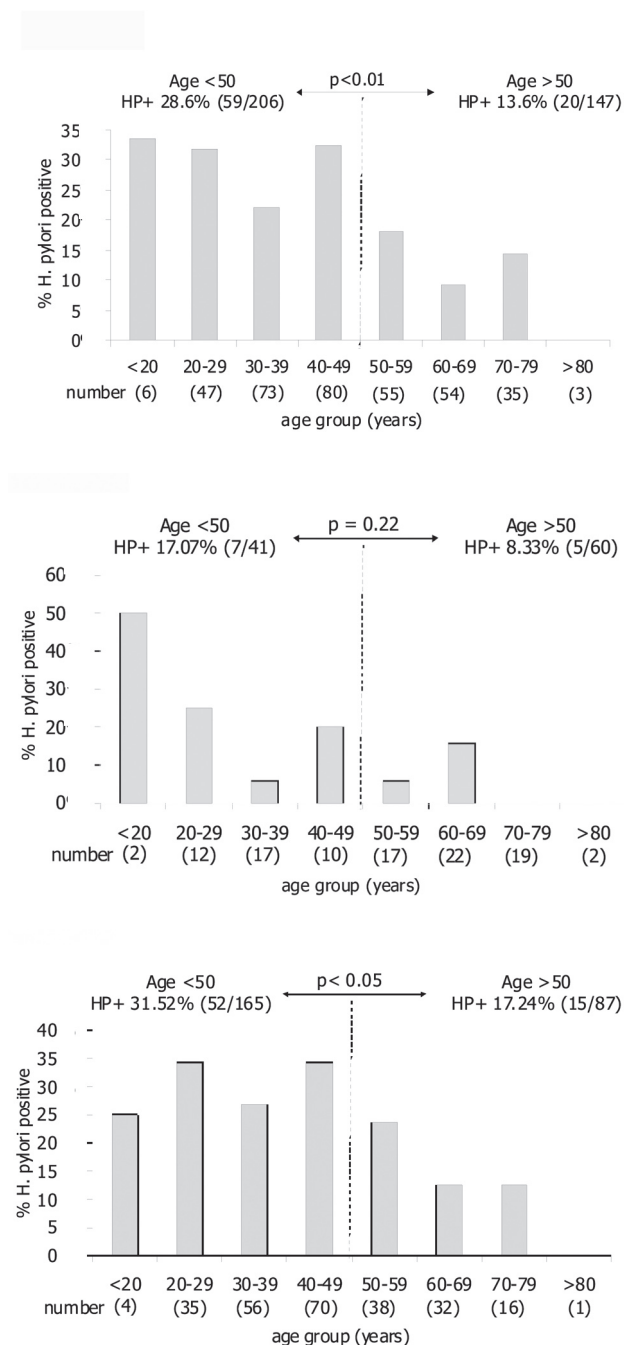 Age <50 p<0.01 Age >50
HP+ 28.6% (59/206) HP+ 13.6% (20/147)
% H. pylori positive
35
30
25
20
15
10
5
0
<20 20-29 30-39 40-49 50-59 60-69 70-79 >80
number (6) (47) (73) (80) (55) (54) (35) (3)
age group (years)
Age <50 p = 0.22 Age >50
HP+ 17.07% (7/41) HP+ 8.33% (5/60)
% H. pylori positive
60
50
40
30
20
10
0
<20 20-29 30-39 40-49 50-59 60-69 70-79 >80
number (2) (12) (17) (10) (17) (22) (19) (2)
age group (years)
Age <50 p< 0.05 Age >50
HP+ 31.52% (52/165) HP+ 17.24% (15/87)
% H. pylori positive
40
35
30
25
20
15
10
5
0
<20 20-29 30-39 40-49 50-59 60-69 70-79 >80
number (4) (35) (56) (70) (38) (32) (16) (1)
age group (years)